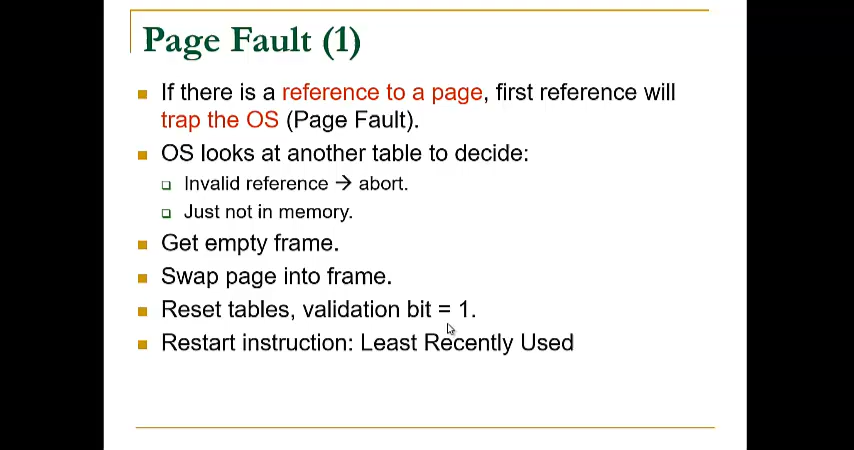 Page Fault (1)
If there is a reference to a page, first reference will
trap the OS (Page Fault).
OS looks at another table to decide:
Invalid reference → abort.
Just not in memory.
Get empty frame.
Swap page into frame.
Reset tables, validation bit = 1.
Restart instruction: Least Recently Used